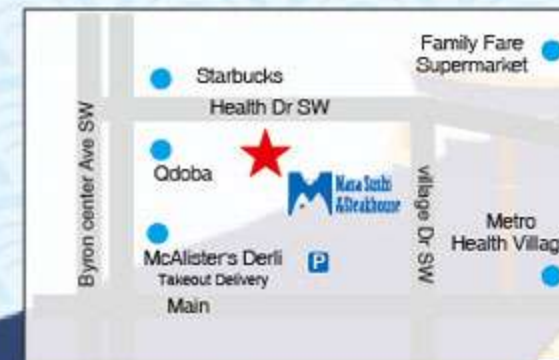 Family Fare
Supermarket
Starbucks
Health Dr SW
Byron center Ave SW
Qdoba
Masa Sushi
&Steakhouse
village Dr SW
McAlister's Derli
Takeout Delivery
P
Metro
Health Villag
Main